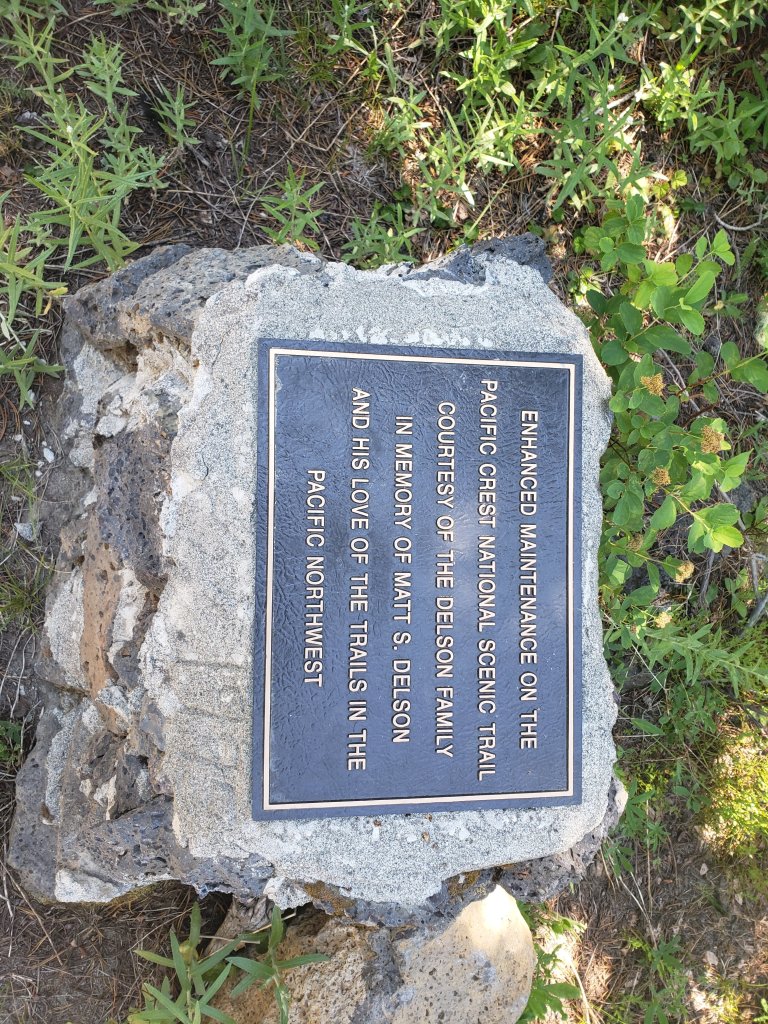 ENHANCED MAINTENANCE ON THE
PACIFIC CREST NATIONAL SCENIC TRAIL
COURTESY OF THE DELSON FAMILY
IN MEMORY OF MATT S. DELSON
AND HIS LOVE OF THE TRAILS IN THE
PACIFIC NORTHWEST